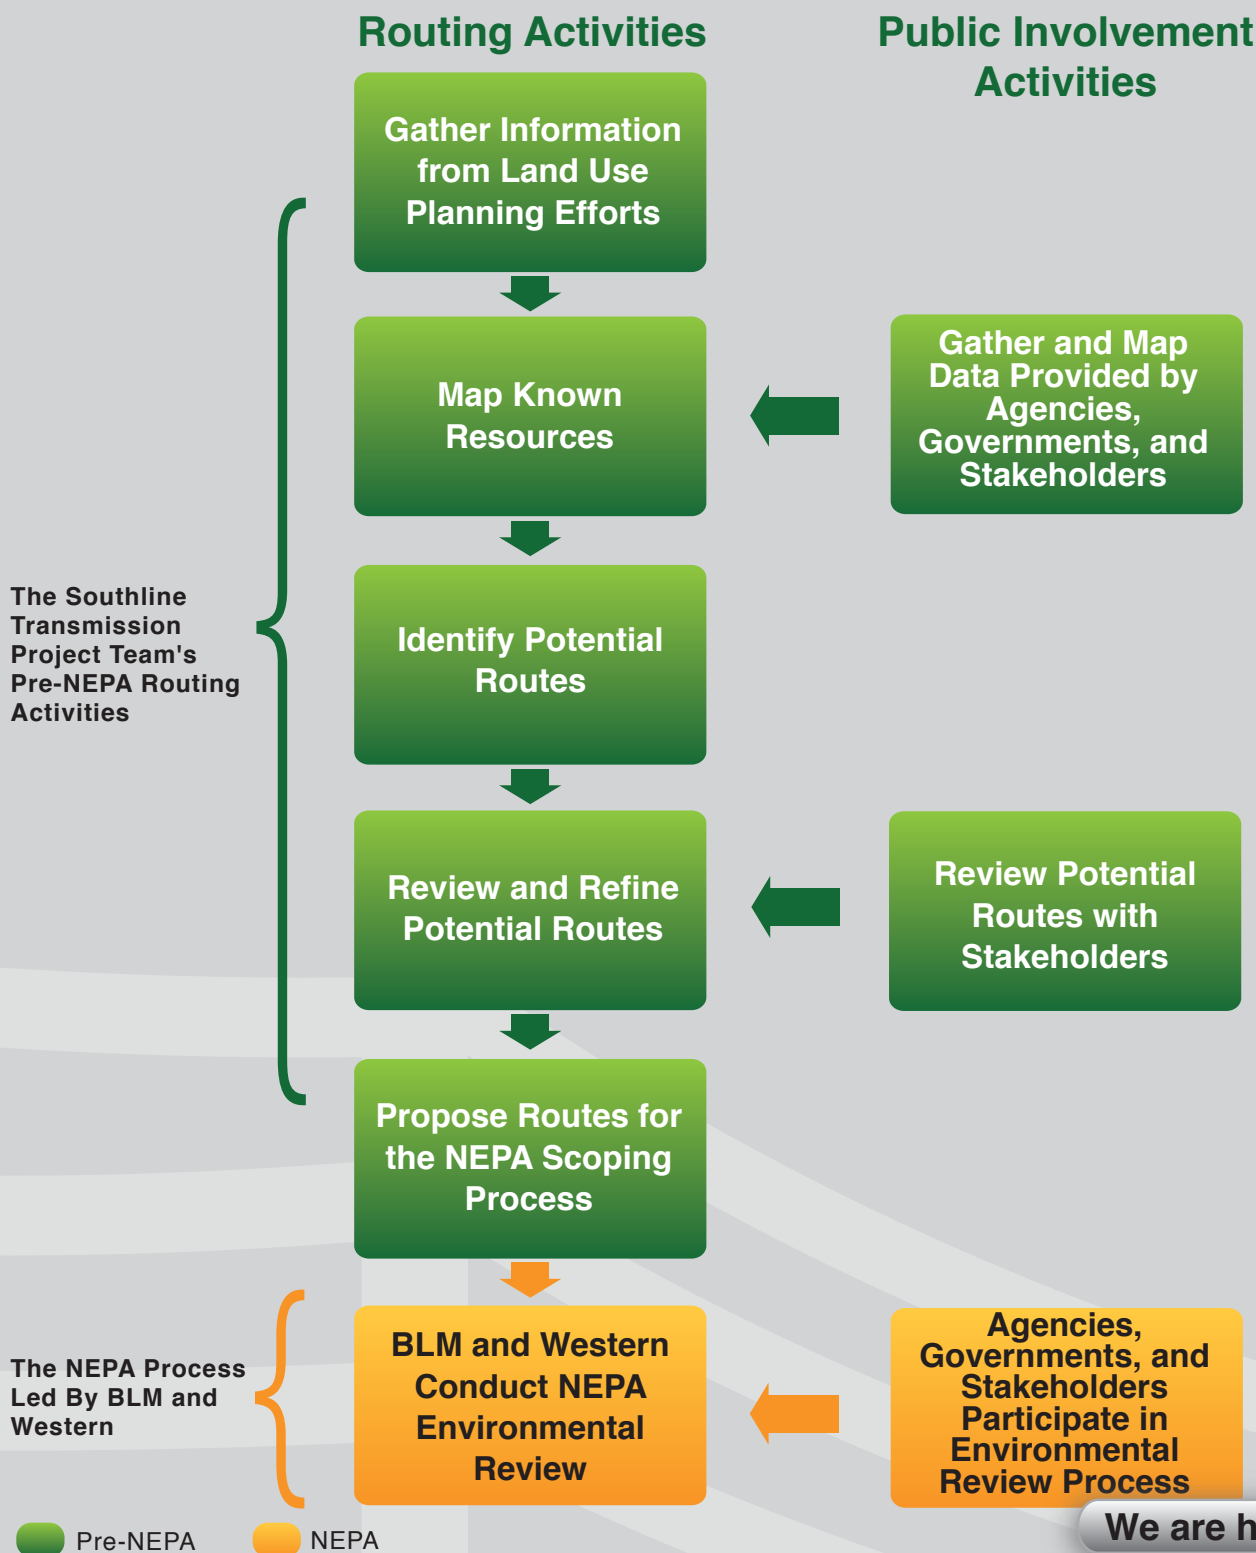 Routing Activities
Public Involvement
Activities
Gather Information
from Land Use
Planning Efforts
Map Known
Resources
Gather and Map
Data Provided by
Agencies,
Governments, and
Stakeholders
The Southline
Transmission
Project Team's
Pre-NEPA Routing
Activities
Identify Potential
Routes
Review and Refine
Potential Routes
Review Potential
Routes with
Stakeholders
Propose Routes for
the NEPA Scoping
Process
The NEPA Process
Led By BLM and
Western
BLM and Western
Conduct NEPA
Environmental
Review
Agencies,
Governments, and
Stakeholders
Participate in
Environmental
Review Process
We are h
Pre-NEPA
NEPA